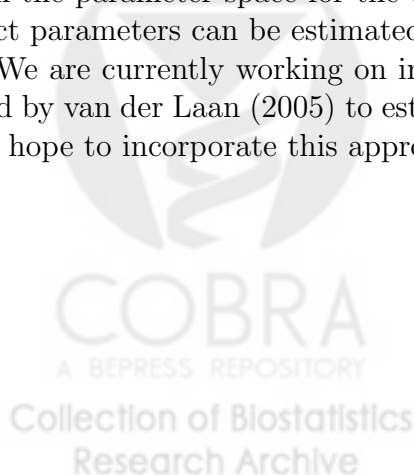 the parameter space for the
ct parameters can be estimated
We are currently working on in
d by van der Laan (2005) to est
hope to incorporate this appr
COBRA
A BEPRESS REPOSITORY
Collection of Biostatistics
Research Archive